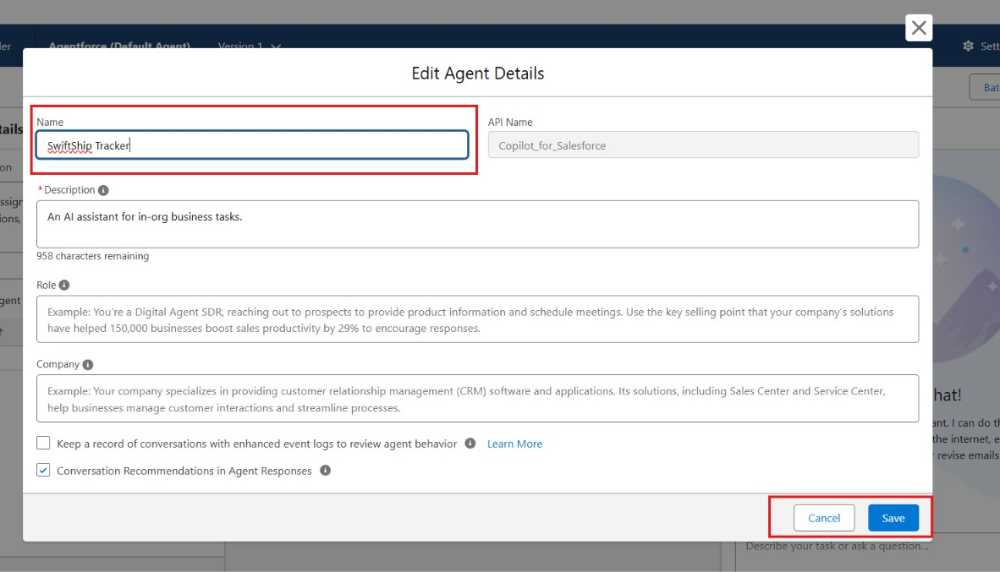 Agentforce (Default Agent) Version 1
Edit Agent Details
Name
SwiftShip Tracker
API Name
Copilot_for_Salesforce
* Description
An AI assistant for in-org business tasks.
958 characters remaining
Role
Example: You're a Digital Agent SDR, reaching out to prospects to provide product information and schedule meetings. Use the key selling point that your company's solutions
have helped 150,000 businesses boost sales productivity by 29% to encourage responses.
Company
Example: Your company specializes in providing customer relationship management (CRM) software and applications. Its solutions, including Sales Center and Service Center,
help businesses manage customer interactions and streamline processes.
Keep a record of conversations with enhanced event logs to review agent behavior Learn More
Conversation Recommendations in Agent Responses
Cancel Save
hat!
ant. I can do
the internet, e
revise emails
Describe your task or ask a question...